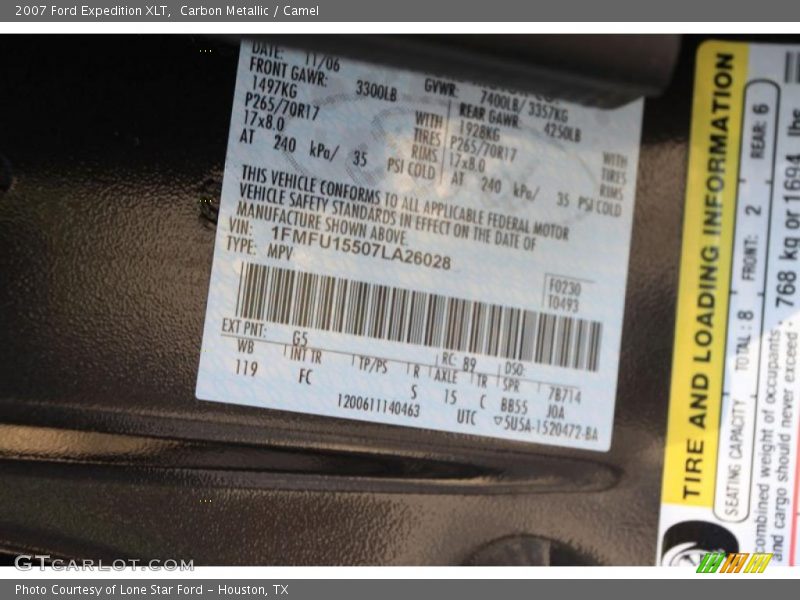 2007 Ford Expedition XLT,  Carbon Metallic / Camel
DATE: 11/06
GVWR: 7400LB/ 3357KG
FRONT GAWR: 3300LB
1497KG
P265/70R17
17x8.0
AT 240 kPa/ 35 PSI COLD
WITH
TIRES
RIMS
REAR GAWR: 4250LB
1928KG
P265/70R17
17x8.0
AT 240 kPa/ 35 PSI COLD
WITH
TIRES
RIMS
THIS VEHICLE CONFORMS TO ALL APPLICABLE FEDERAL MOTOR
VEHICLE SAFETY STANDARDS IN EFFECT ON THE DATE OF
MANUFACTURE SHOWN ABOVE.
VIN: 1FMFU15507LA26028
TYPE: MPV
F0230
T0493
EXT PNT: G5 RC: B9 DSO:
WB INT TR TP/PS R AXLE TR SPR 7B714
119 FC 5 15 C BB55 JOA
1200611140463 UTC ▽5U5A-1520472-BA
TIRE AND LOADING INFORMATION
SEATING CAPACITY TOTAL: 8 FRONT: 2 REAR: 6
combined weight of occupants
and cargo should never exceed: 768 kg or 1694 lbs.
GTCARLOT.COM
Photo Courtesy of Lone Star Ford - Houston, TX